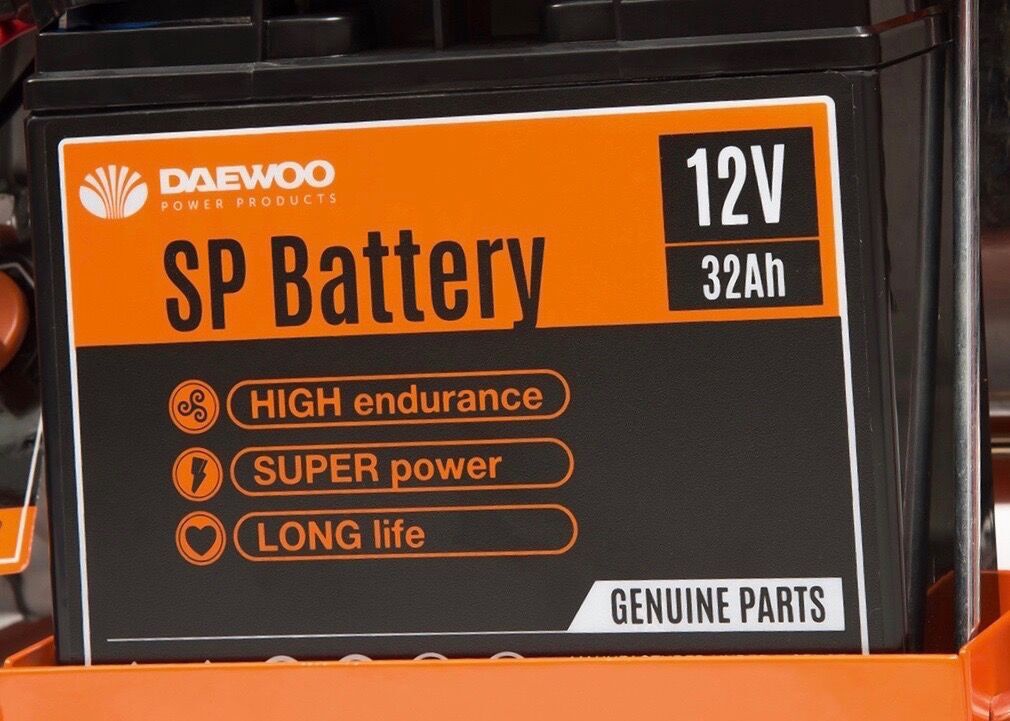 DAEWOO
POWER PRODUCTS
SP Battery
12V
32Ah
HIGH endurance
SUPER power
LONG life
GENUINE PARTS